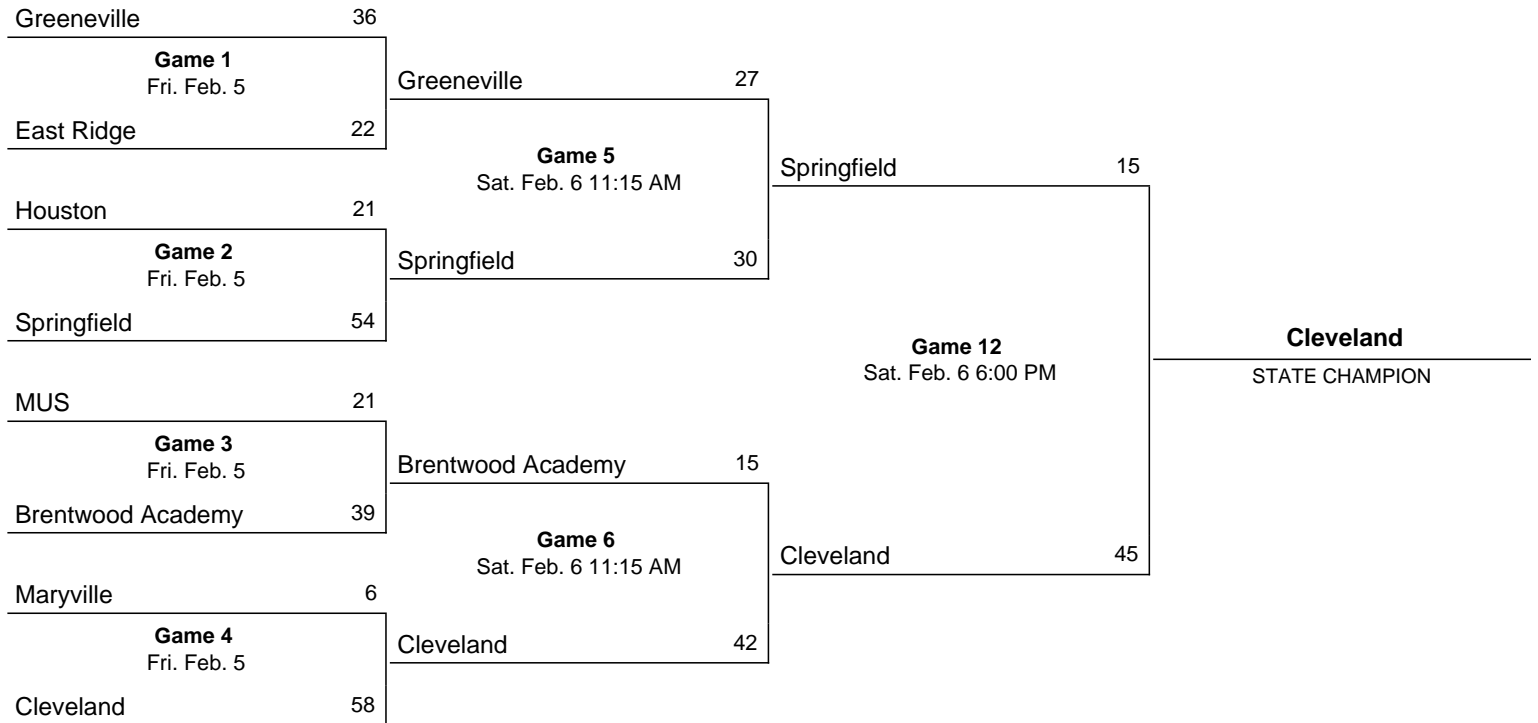 Greeneville 36
Game 1
Fri. Feb. 5
East Ridge 22
Houston 21
Game 2
Fri. Feb. 5
Springfield 54
MUS 21
Game 3
Fri. Feb. 5
Brentwood Academy 39
Maryville 6
Game 4
Fri. Feb. 5
Cleveland 58
Greeneville 27
Game 5
Sat. Feb. 6 11:15 AM
Springfield 30
Brentwood Academy 15
Game 6
Sat. Feb. 6 11:15 AM
Cleveland 42
Springfield 15
Game 12
Sat. Feb. 6 6:00 PM
Cleveland 45
Cleveland
STATE CHAMPION